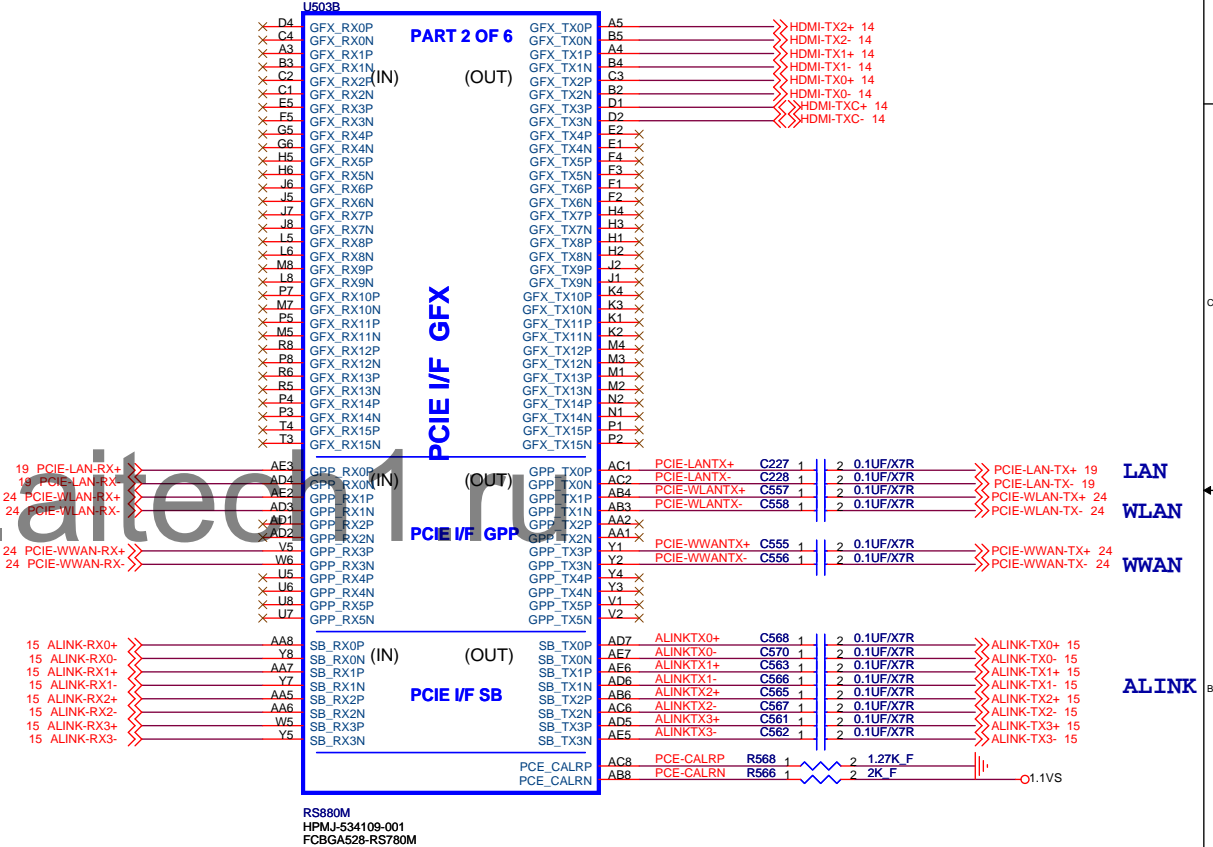 U503B
PART 2 OF 6
(IN) (OUT)
D4 GFX_RX0P GFX_TX0P A5 HDMI-TX2+ 14
C4 GFX_RX0N GFX_TX0N B5 HDMI-TX2- 14
A3 GFX_RX1P GFX_TX1P A4 HDMI-TX1+ 14
B3 GFX_RX1N GFX_TX1N B4 HDMI-TX1- 14
C2 GFX_RX2P GFX_TX2P C3 HDMI-TX0+ 14
C1 GFX_RX2N GFX_TX2N B2 HDMI-TX0- 14
E5 GFX_RX3P GFX_TX3P D1 HDMI-TXC+ 14
F5 GFX_RX3N GFX_TX3N D2 HDMI-TXC- 14
G5 GFX_RX4P GFX_TX4P E2
G6 GFX_RX4N GFX_TX4N E1
H5 GFX_RX5P GFX_TX5P F4
H6 GFX_RX5N GFX_TX5N F3
J6 GFX_RX6P GFX_TX6P F1
J5 GFX_RX6N GFX_TX6N F2
J7 GFX_RX7P GFX_TX7P H4
J8 GFX_RX7N GFX_TX7N H3
L5 GFX_RX8P GFX_TX8P H1
L6 GFX_RX8N GFX_TX8N H2
M8 GFX_RX9P GFX_TX9P J2
L8 GFX_RX9N GFX_TX9N J1
P7 GFX_RX10P GFX_TX10P K4
M7 GFX_RX10N GFX_TX10N K3
P5 GFX_RX11P GFX_TX11P K1
M5 GFX_RX11N GFX_TX11N K2
R8 GFX_RX12P GFX_TX12P M4
P8 GFX_RX12N GFX_TX12N M3
R6 GFX_RX13P GFX_TX13P M1
R5 GFX_RX13N GFX_TX13N M2
P4 GFX_RX14P GFX_TX14P N2
P3 GFX_RX14N GFX_TX14N N1
T4 GFX_RX15P GFX_TX15P P1
T3 GFX_RX15N GFX_TX15N P2
PCIE I/F GFX
C
.aitech1.ru
(IN) (OUT)
19 PCIE-LAN-RX+ AE3 GPP_RX0P GPP_TX0P AC1 PCIE-LANTX+ C227 1 2 0.1UF/X7R PCIE-LAN-TX+ 19
19 PCIE-LAN-RX- AD4 GPP_RX0N GPP_TX0N AC2 PCIE-LANTX- C228 1 2 0.1UF/X7R PCIE-LAN-TX- 19
LAN
24 PCIE-WLAN-RX+ AE2 GPP_RX1P GPP_TX1P AB4 PCIE-WLANTX+ C557 1 2 0.1UF/X7R PCIE-WLAN-TX+ 24
24 PCIE-WLAN-RX- AD3 GPP_RX1N GPP_TX1N AB3 PCIE-WLANTX- C558 1 2 0.1UF/X7R PCIE-WLAN-TX- 24
WLAN
AD1 GPP_RX2P GPP_TX2P AA2
AD2 GPP_RX2N GPP_TX2N AA1
PCIE I/F GPP
24 PCIE-WWAN-RX+ V5 GPP_RX3P GPP_TX3P Y1 PCIE-WWANTX+ C555 1 2 0.1UF/X7R PCIE-WWAN-TX+ 24
24 PCIE-WWAN-RX- W6 GPP_RX3N GPP_TX3N Y2 PCIE-WWANTX- C556 1 2 0.1UF/X7R PCIE-WWAN-TX- 24
WWAN
U5 GPP_RX4P GPP_TX4P Y4
U6 GPP_RX4N GPP_TX4N Y3
U8 GPP_RX5P GPP_TX5P V1
U7 GPP_RX5N GPP_TX5N V2
(IN) (OUT)
15 ALINK-RX0+ AA8 SB_RX0P SB_TX0P AD7 ALINKTX0+ C568 1 2 0.1UF/X7R ALINK-TX0+ 15
15 ALINK-RX0- Y8 SB_RX0N SB_TX0N AE7 ALINKTX0- C570 1 2 0.1UF/X7R ALINK-TX0- 15
15 ALINK-RX1+ AA7 SB_RX1P SB_TX1P AE6 ALINKTX1+ C563 1 2 0.1UF/X7R ALINK-TX1+ 15
15 ALINK-RX1- Y7 SB_RX1N SB_TX1N AD6 ALINKTX1- C566 1 2 0.1UF/X7R ALINK-TX1- 15
15 ALINK-RX2+ AA5 SB_RX2P SB_TX2P AB6 ALINKTX2+ C565 1 2 0.1UF/X7R ALINK-TX2+ 15
15 ALINK-RX2- AA6 SB_RX2N SB_TX2N AC6 ALINKTX2- C567 1 2 0.1UF/X7R ALINK-TX2- 15
15 ALINK-RX3+ W5 SB_RX3P SB_TX3P AD5 ALINKTX3+ C561 1 2 0.1UF/X7R ALINK-TX3+ 15
15 ALINK-RX3- Y5 SB_RX3N SB_TX3N AE5 ALINKTX3- C562 1 2 0.1UF/X7R ALINK-TX3- 15
PCIE I/F SB
ALINK
B
PCE_CALRP AC8 PCE-CALRP R568 1 2 1.27K_F
PCE_CALRN AB8 PCE-CALRN R566 1 2 2K_F 1.1VS
RS880M
HPMJ-534109-001
FCBGA528-RS780M